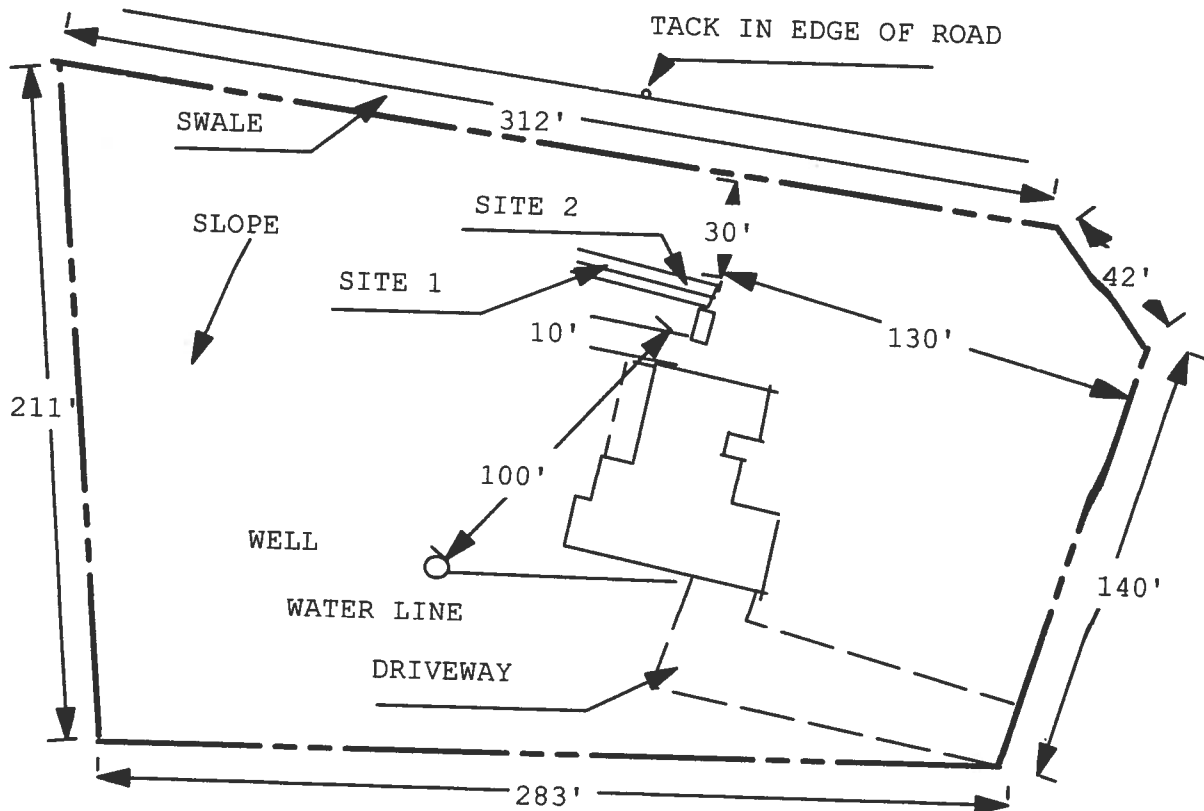 TACK IN EDGE OF ROAD
SWALE
312'
SLOPE
SITE 2
30'
SITE 1
42'
10'
130'
211'
100'
WELL
140'
WATER LINE
DRIVEWAY
283'